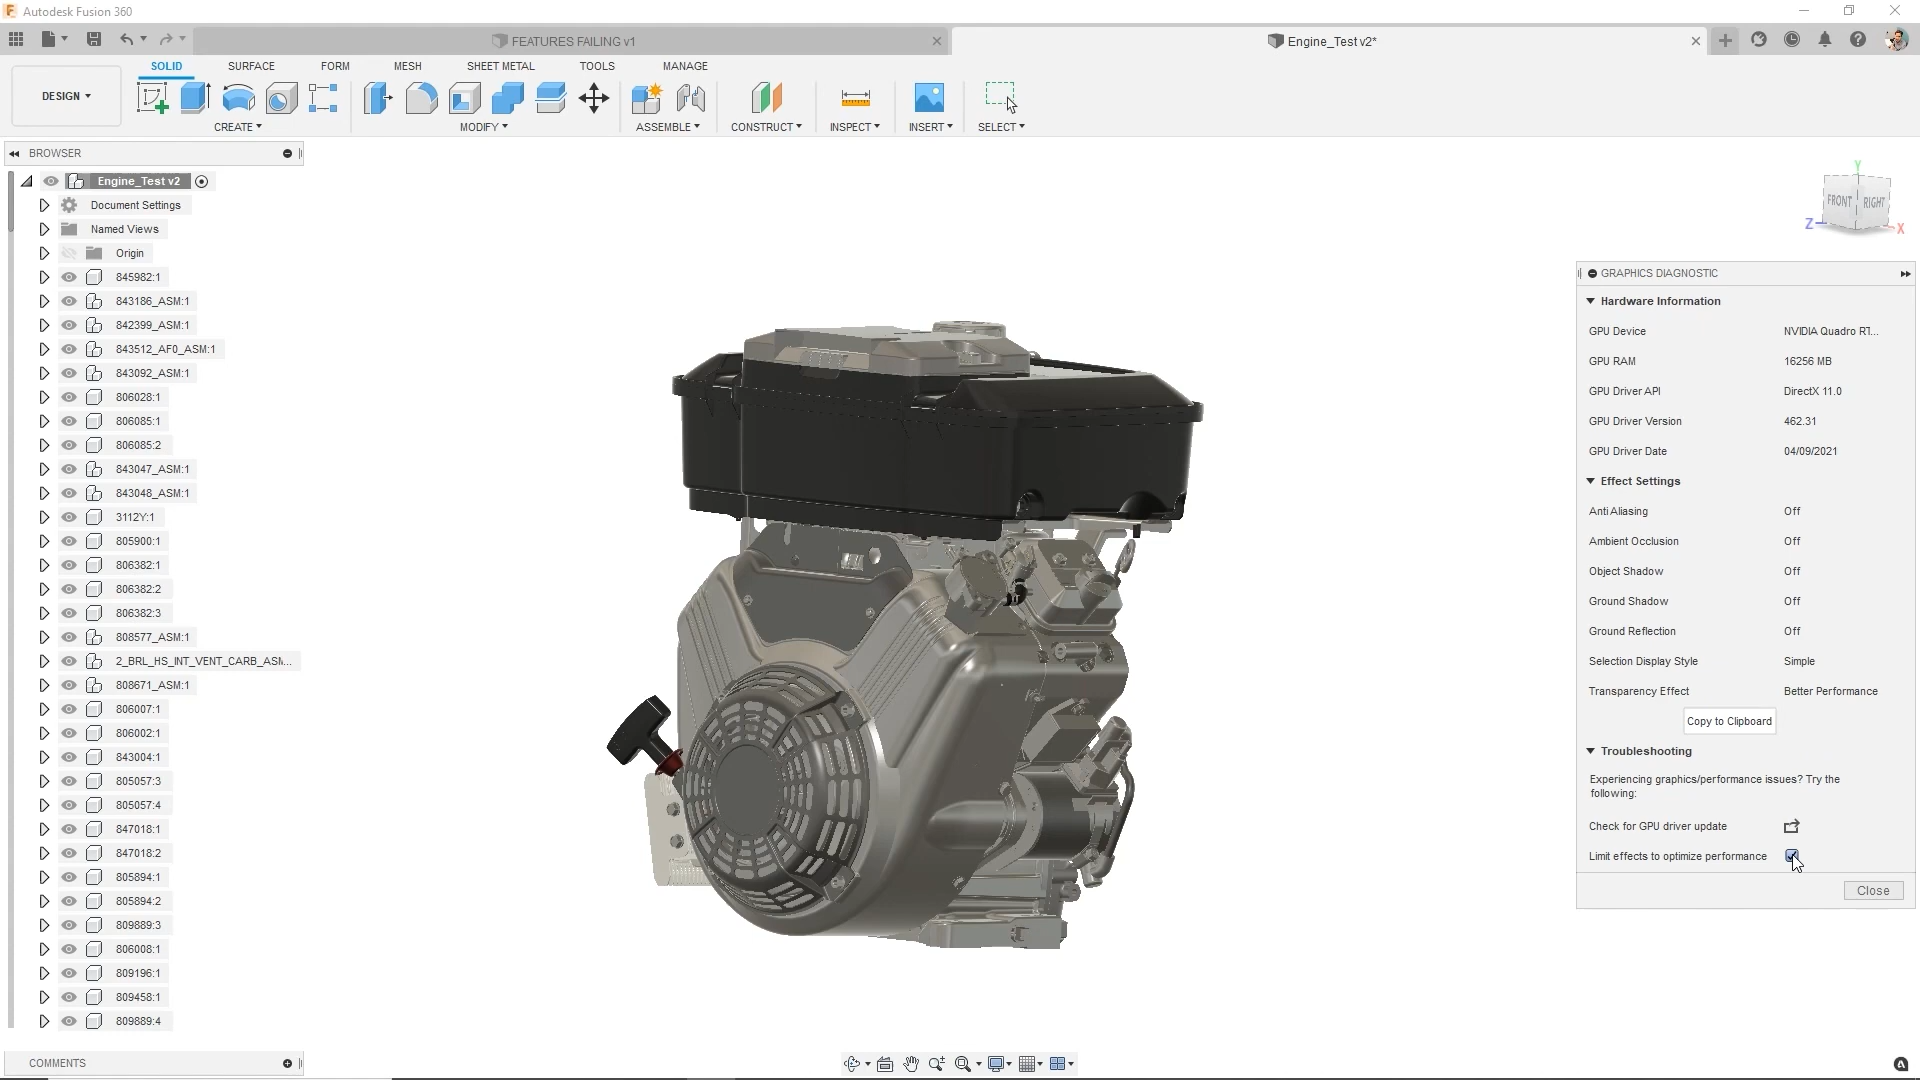 Autodesk Fusion 360
FEATURES FAILING v1
Engine_Test v2*
DESIGN
SOLID SURFACE FORM MESH SHEET METAL TOOLS MANAGE
CREATE MODIFY ASSEMBLE CONSTRUCT INSPECT INSERT SELECT
BROWSER
Engine_Test v2
Document Settings
Named Views
Origin
845982:1
843186_ASM:1
842399_ASM:1
843512_AF0_ASM:1
843092_ASM:1
806028:1
806085:1
806085:2
843047_ASM:1
843048_ASM:1
3112Y:1
805900:1
806382:1
806382:2
806382:3
808577_ASM:1
2_BRL_HS_INT_VENT_CARB_ASM...
808671_ASM:1
806007:1
806002:1
843004:1
805057:3
805057:4
847018:1
847018:2
805894:1
805894:2
809889:3
806008:1
809196:1
809458:1
809889:4
COMMENTS
Y
FRONT RIGHT
Z X
GRAPHICS DIAGNOSTIC
Hardware Information
GPU Device NVIDIA Quadro RT...
GPU RAM 16256 MB
GPU Driver API DirectX 11.0
GPU Driver Version 462.31
GPU Driver Date 04/09/2021
Effect Settings
Anti Aliasing Off
Ambient Occlusion Off
Object Shadow Off
Ground Shadow Off
Ground Reflection Off
Selection Display Style Simple
Transparency Effect Better Performance
Copy to Clipboard
Troubleshooting
Experiencing graphics/performance issues? Try the
following:
Check for GPU driver update
Limit effects to optimize performance
Close